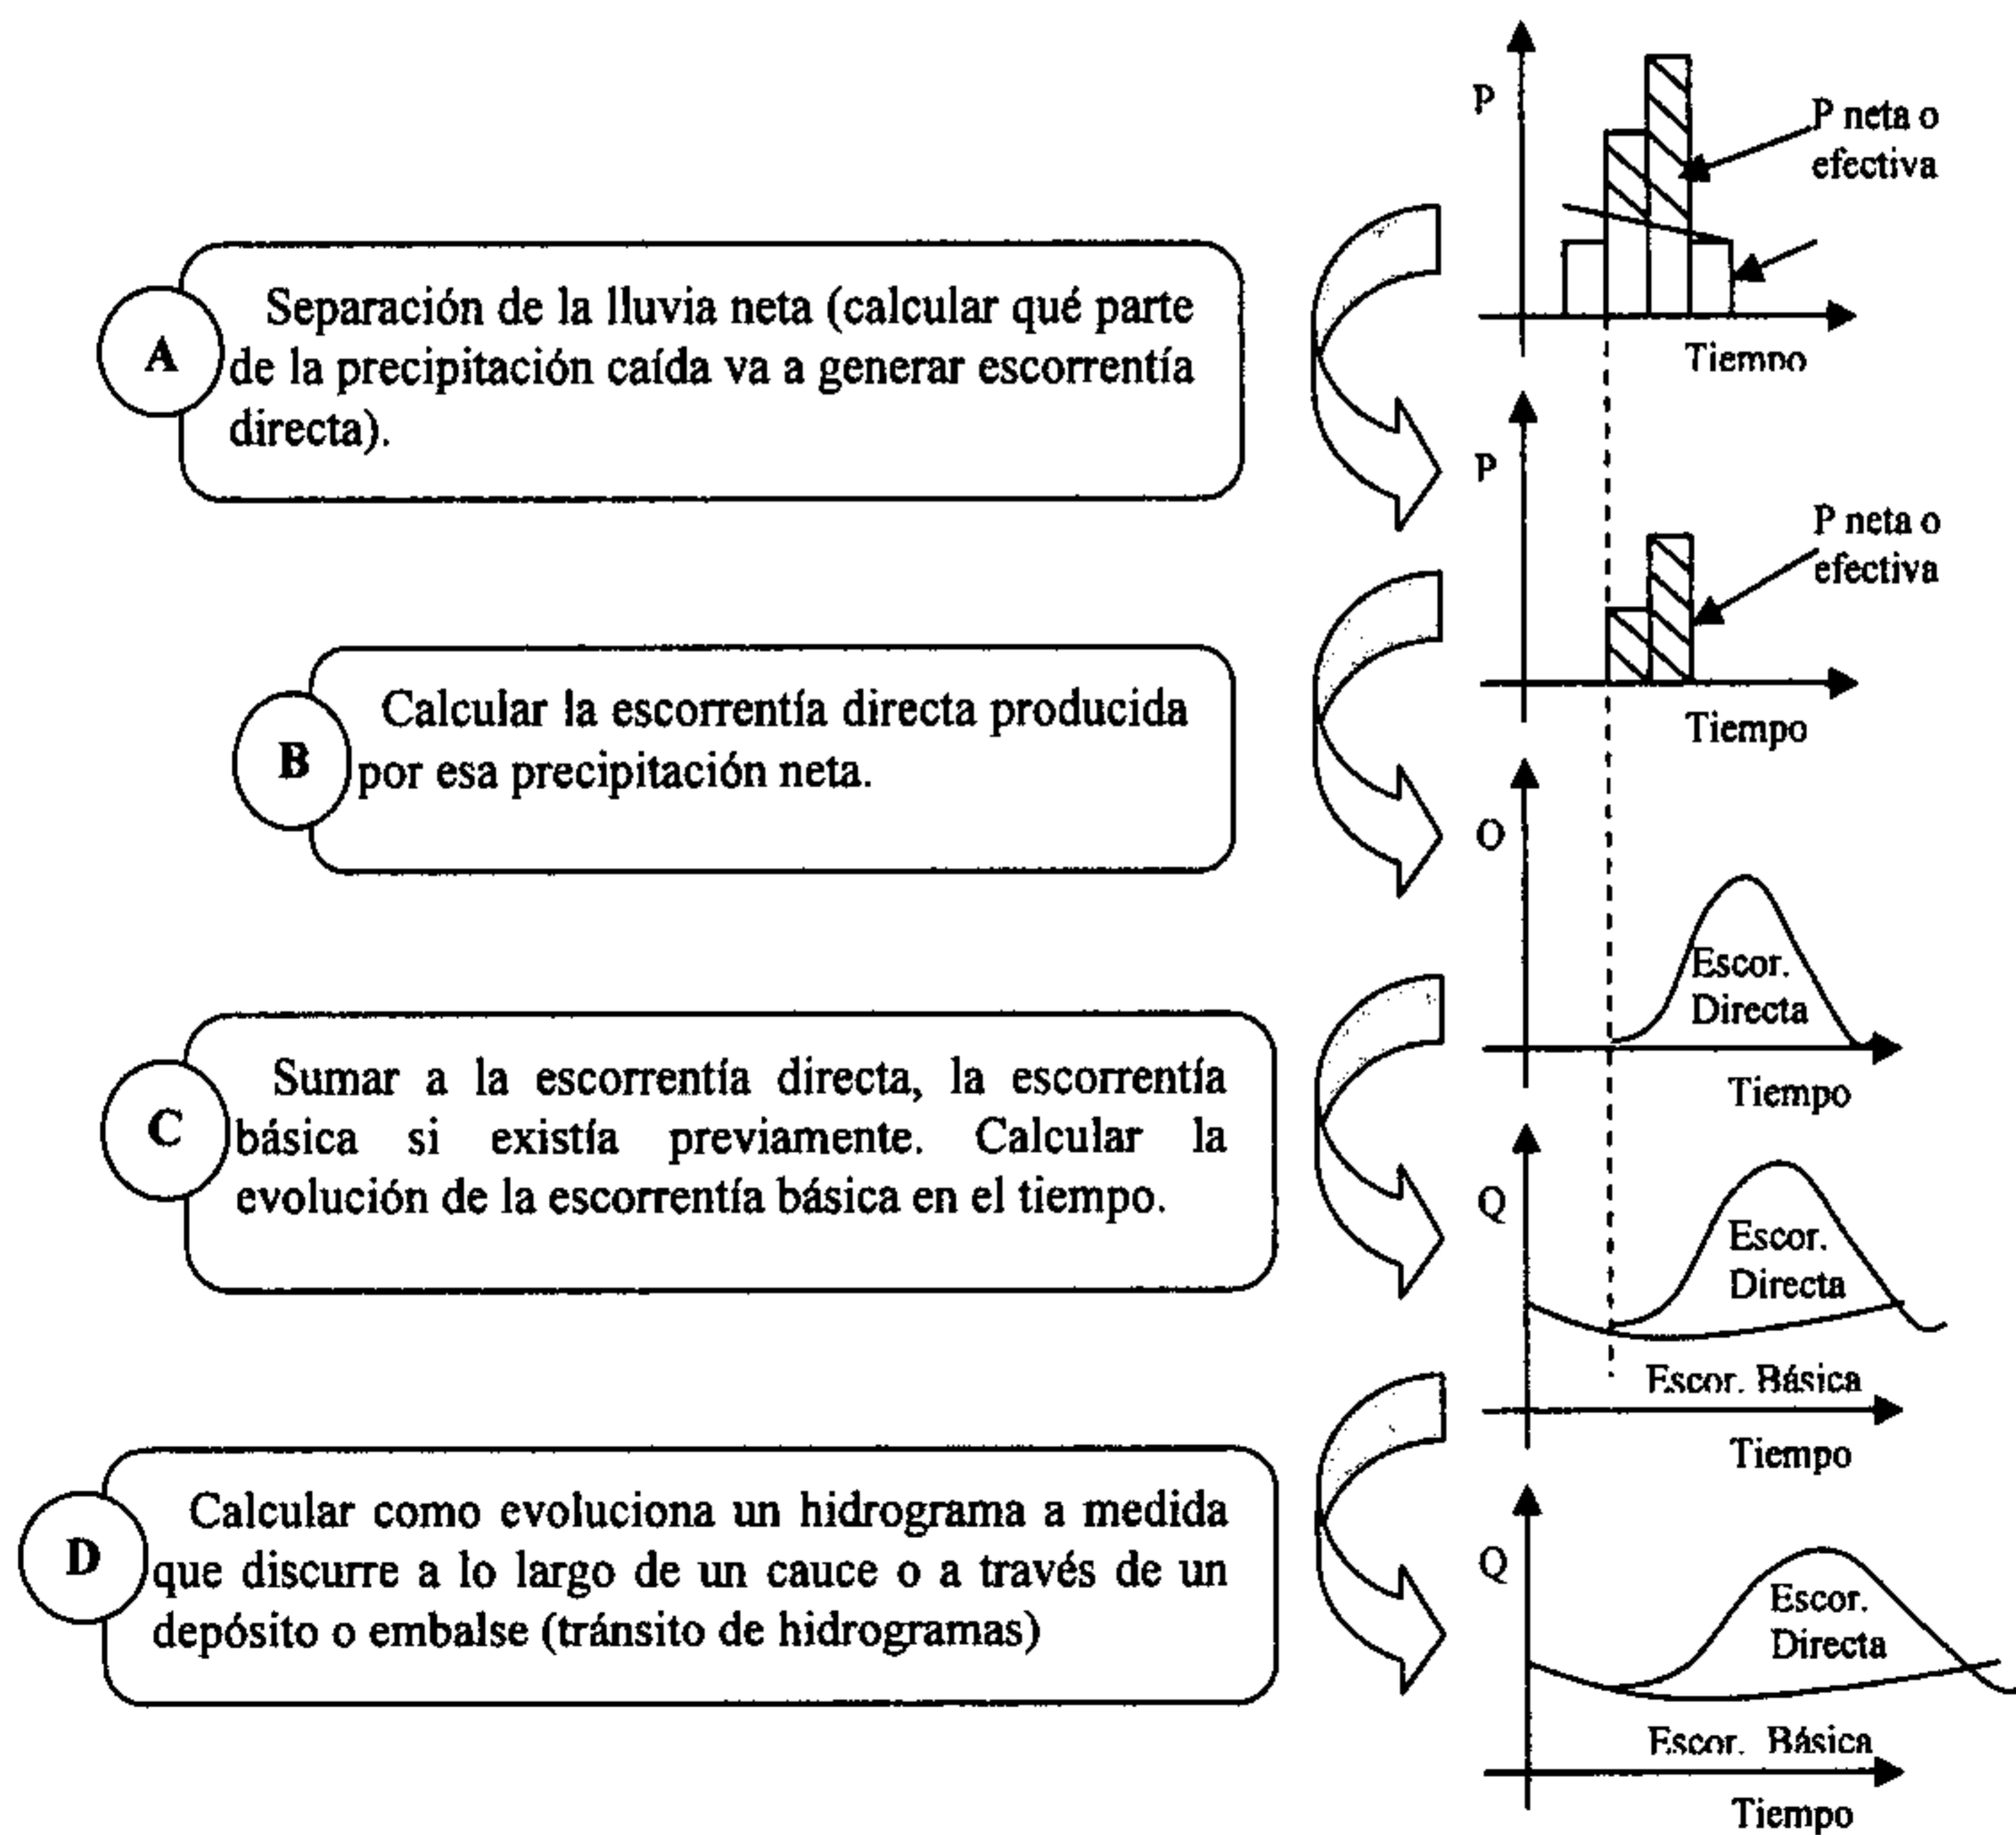 P
P neta o
efectiva
Tiempo
A
Separación de la lluvia neta (calcular qué parte
de la precipitación caída va a generar escorrentía
directa).
P
P neta o
efectiva
Tiempo
B
Calcular la escorrentía directa producida
por esa precipitación neta.
Q
Escor.
Directa
Tiempo
C
Sumar a la escorrentía directa, la escorrentía
básica si existía previamente. Calcular la
evolución de la escorrentía básica en el tiempo.
Q
Escor.
Directa
Escor. Básica
Tiempo
D
Calcular como evoluciona un hidrograma a medida
que discurre a lo largo de un cauce o a través de un
depósito o embalse (tránsito de hidrogramas)
Q
Escor.
Directa
Escor. Básica
Tiempo